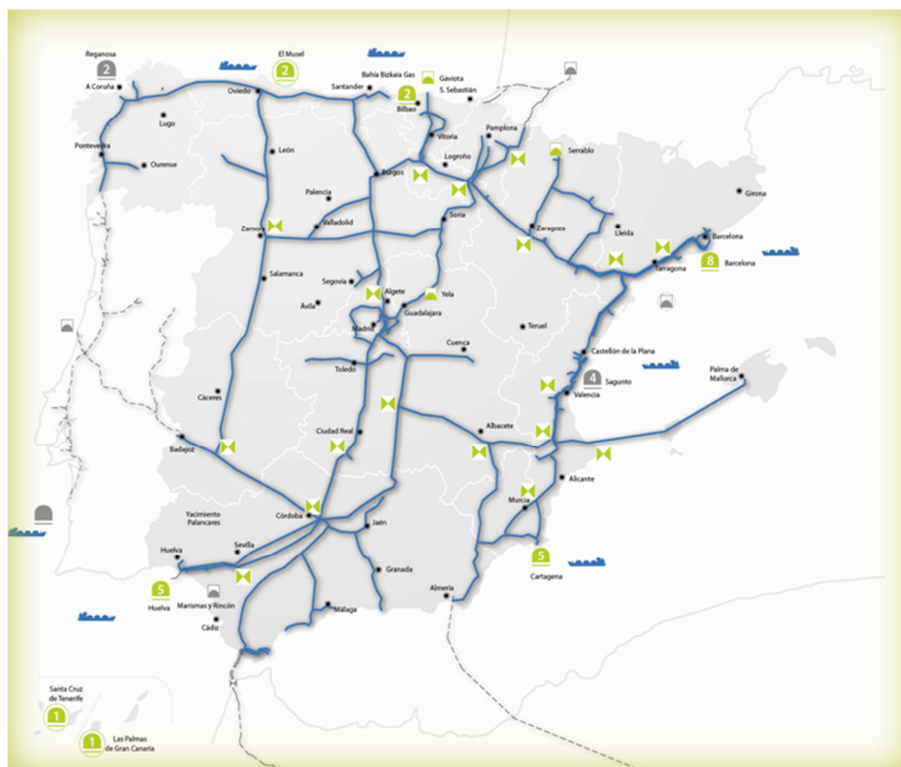 Reganosa
2
A Coruña
El Musel
2
Oviedo
Santander
Bahía Bizkaia Gas
2
Bilbao
Gaviota
S. Sebastián
Lugo
Pontevedra
Ourense
León
Vitoria
Pamplona
Logroño
Serrablo
Burgos
Palencia
Valladolid
Zamora
Soria
Zaragoza
Lleida
Girona
Barcelona
8
Barcelona
Tarragona
Salamanca
Segovia
Ávila
Algete
Yela
Guadalajara
Madrid
Teruel
Cuenca
Toledo
Castellón de la Plana
4
Sagunto
Valencia
Palma de
Mallorca
Cáceres
Badajoz
Ciudad Real
Albacete
Alicante
Murcia
Yacimiento
Palancares
Córdoba
Jaén
Huelva
Sevilla
5
Huelva
Marismas y Rincón
Cádiz
Granada
Málaga
Almería
5
Cartagena
Santa Cruz
de Tenerife
1
1
Las Palmas
de Gran Canaria